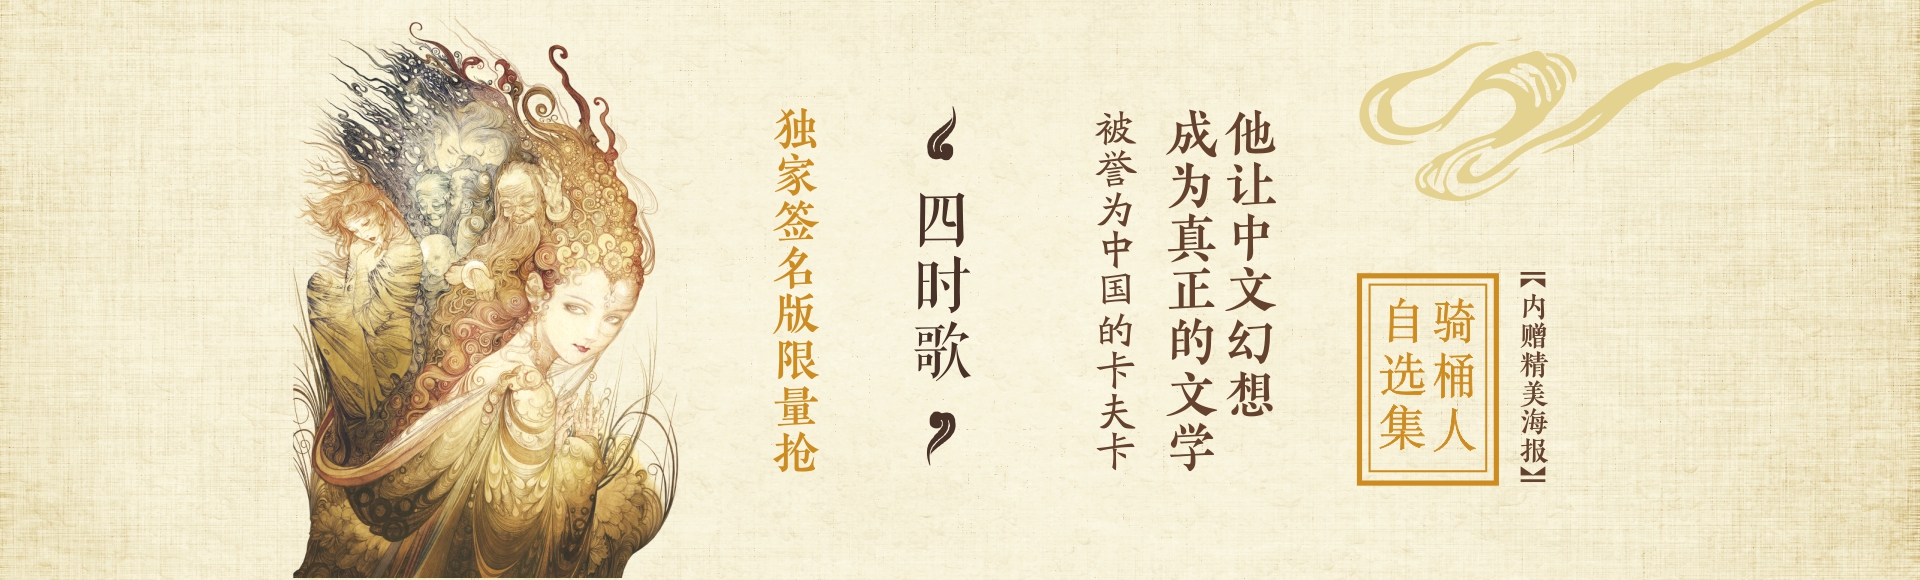 【内赠精美海报】
骑桶人
自选集
他让中文幻想
成为真正的文学
被誉为中国的卡夫卡
‘四时歌’
独家签名版限量抢